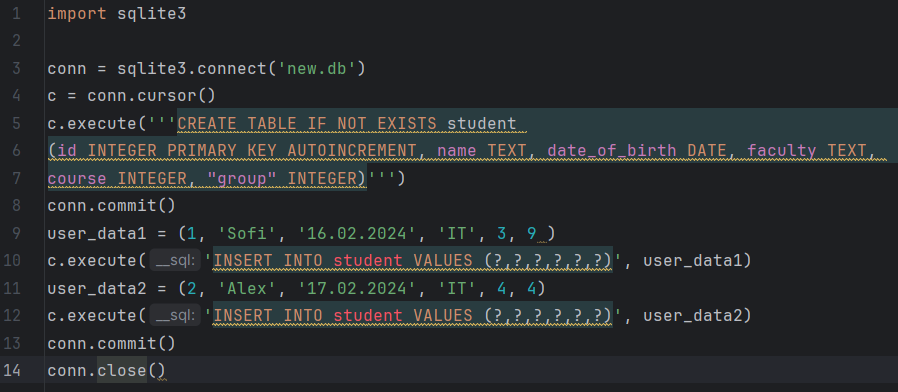 1 import sqlite3
2
3 conn = sqlite3.connect('new.db')
4 c = conn.cursor()
5 c.execute('''CREATE TABLE IF NOT EXISTS student
6 (id INTEGER PRIMARY KEY AUTOINCREMENT, name TEXT, date_of_birth DATE, faculty TEXT,
7 course INTEGER, "group" INTEGER)''')
8 conn.commit()
9 user_data1 = (1, 'Sofi', '16.02.2024', 'IT', 3, 9 )
10 c.execute( __sql: 'INSERT INTO student VALUES (?,?,?,?,?,?)', user_data1)
11 user_data2 = (2, 'Alex', '17.02.2024', 'IT', 4, 4)
12 c.execute( __sql: 'INSERT INTO student VALUES (?,?,?,?,?,?)', user_data2)
13 conn.commit()
14 conn.close()